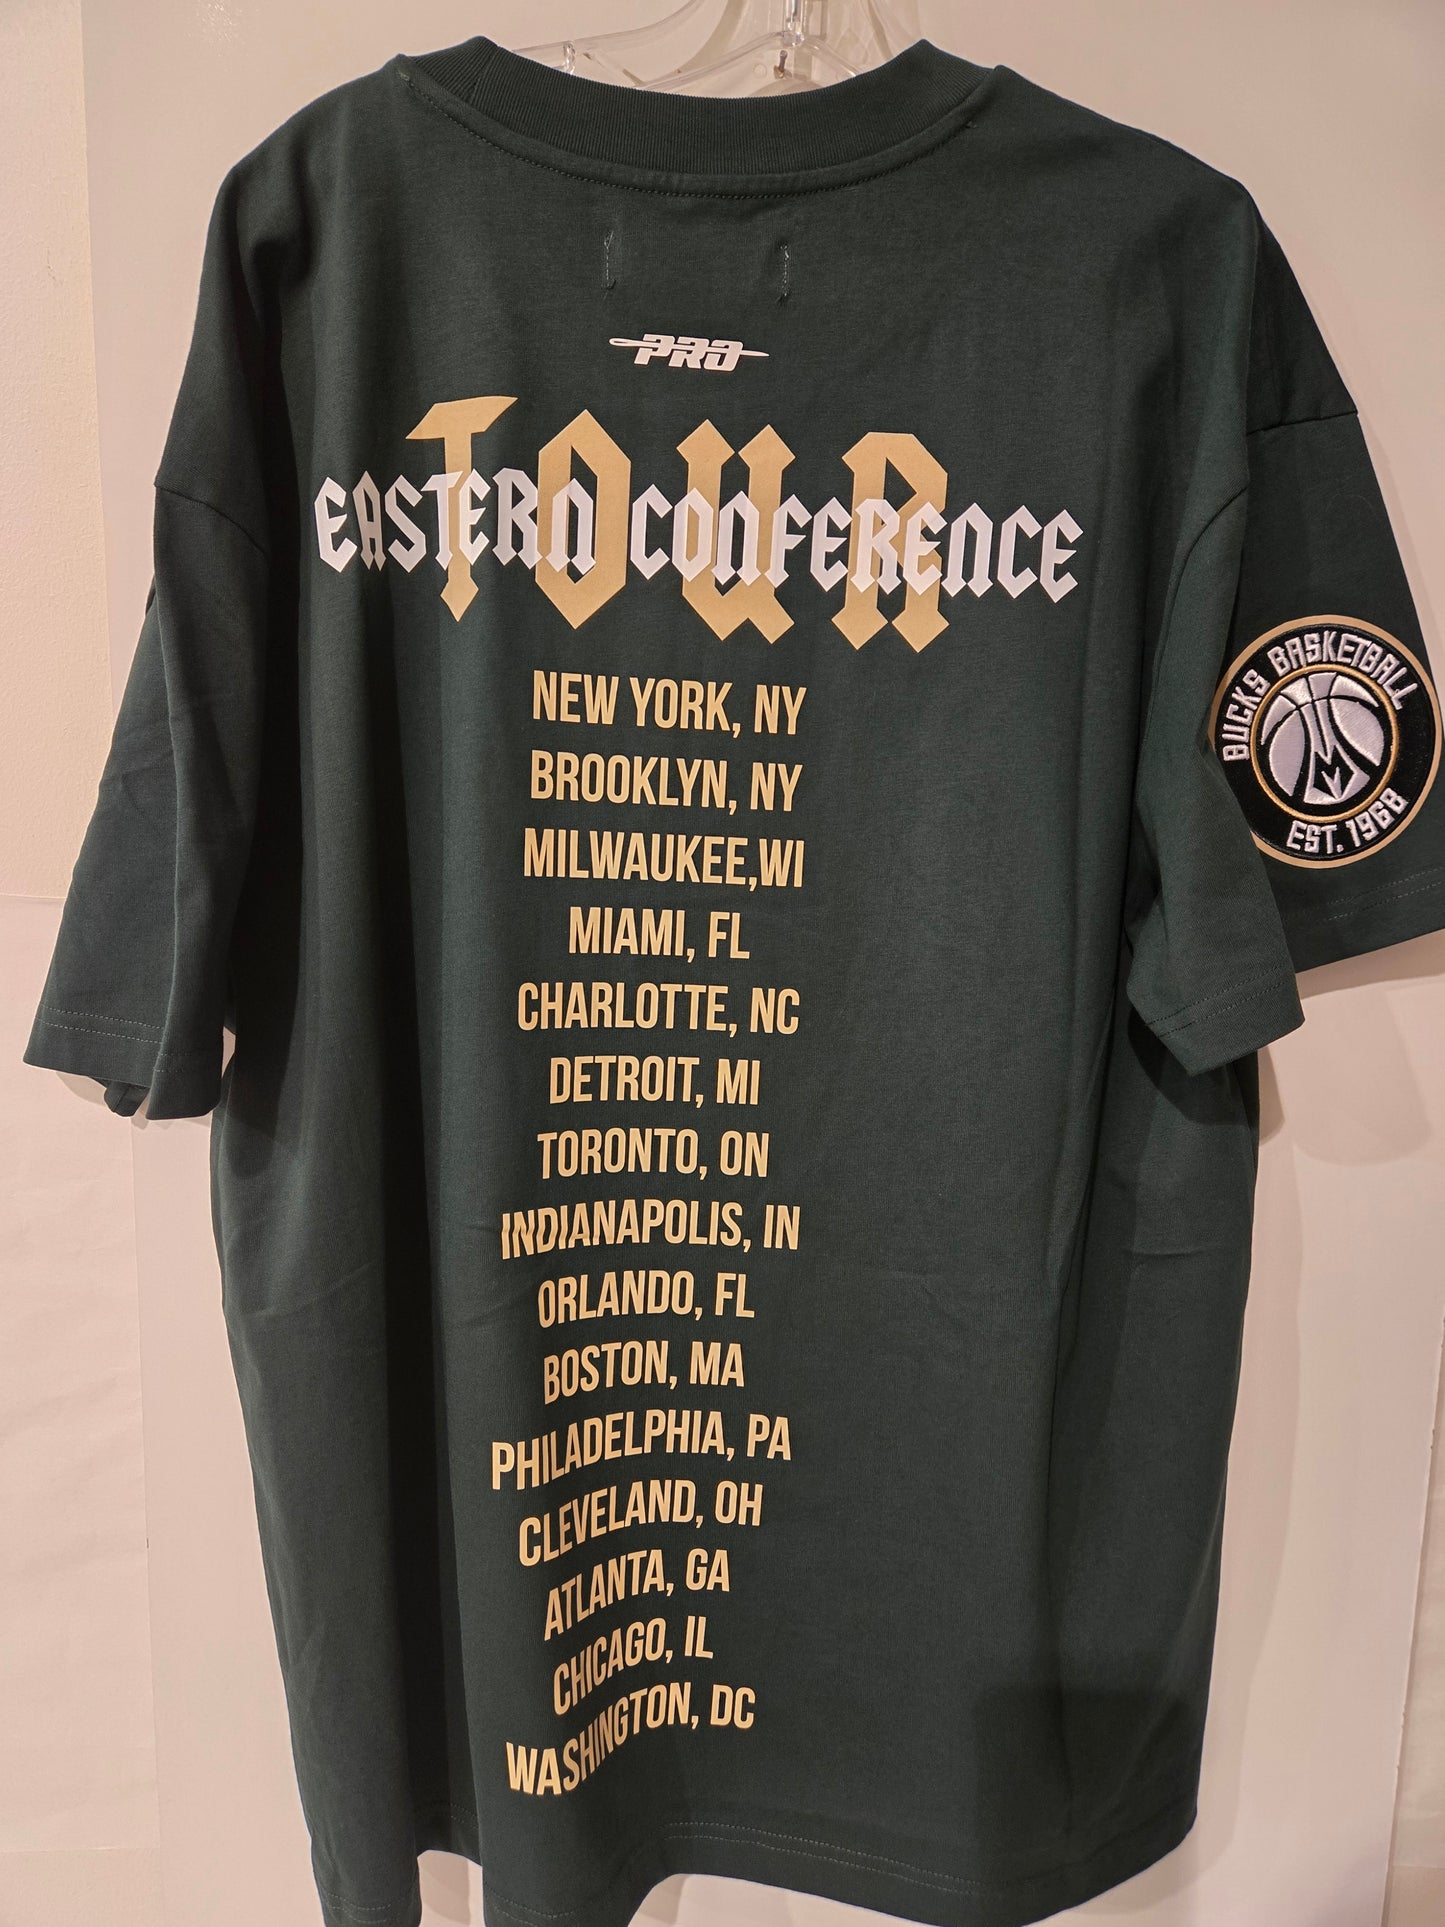 PRO
TOUR
EASTERN CONFERENCE
NEW YORK, NY
BROOKLYN, NY
MILWAUKEE,WI
MIAMI, FL
CHARLOTTE, NC
DETROIT, MI
TORONTO, ON
INDIANAPOLIS, IN
ORLANDO, FL
BOSTON, MA
PHILADELPHIA, PA
CLEVELAND, OH
ATLANTA, GA
CHICAGO, IL
WASHINGTON, DC
BUCKS BASKETBALL
EST. 1968